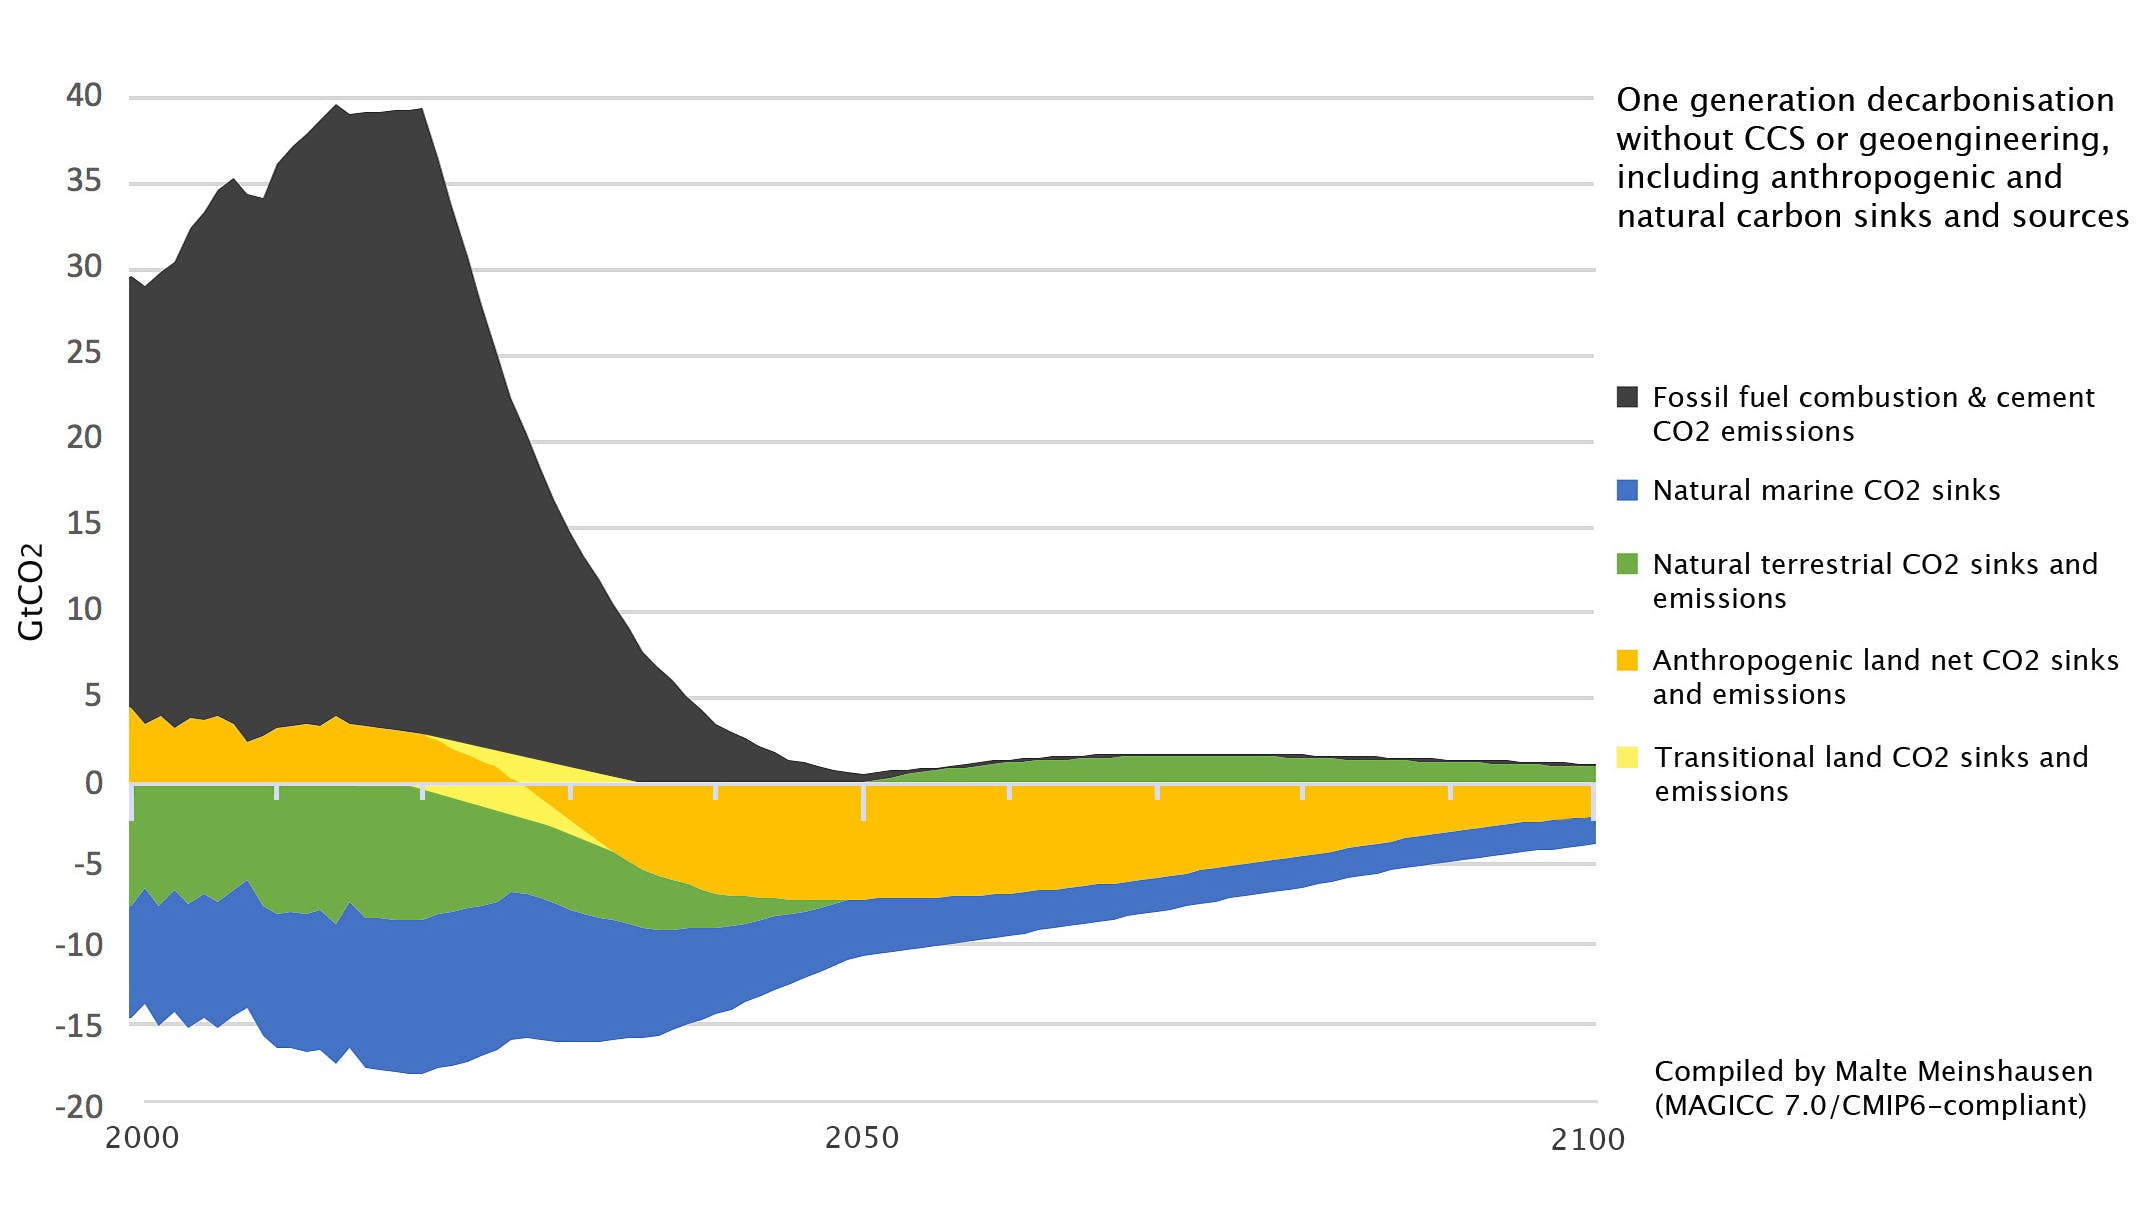 40
35
30
25
20
15
10
5
0
-5
-10
-15
-20
GtCO2
2000
2050
2100
One generation decarbonisation
without CCS or geoengineering,
including anthropogenic and
natural carbon sinks and sources
Fossil fuel combustion & cement
CO2 emissions
Natural marine CO2 sinks
Natural terrestrial CO2 sinks and
emissions
Anthropogenic land net CO2 sinks
and emissions
Transitional land CO2 sinks and
emissions
Compiled by Malte Meinshausen
(MAGICC 7.0/CMIP6-compliant)